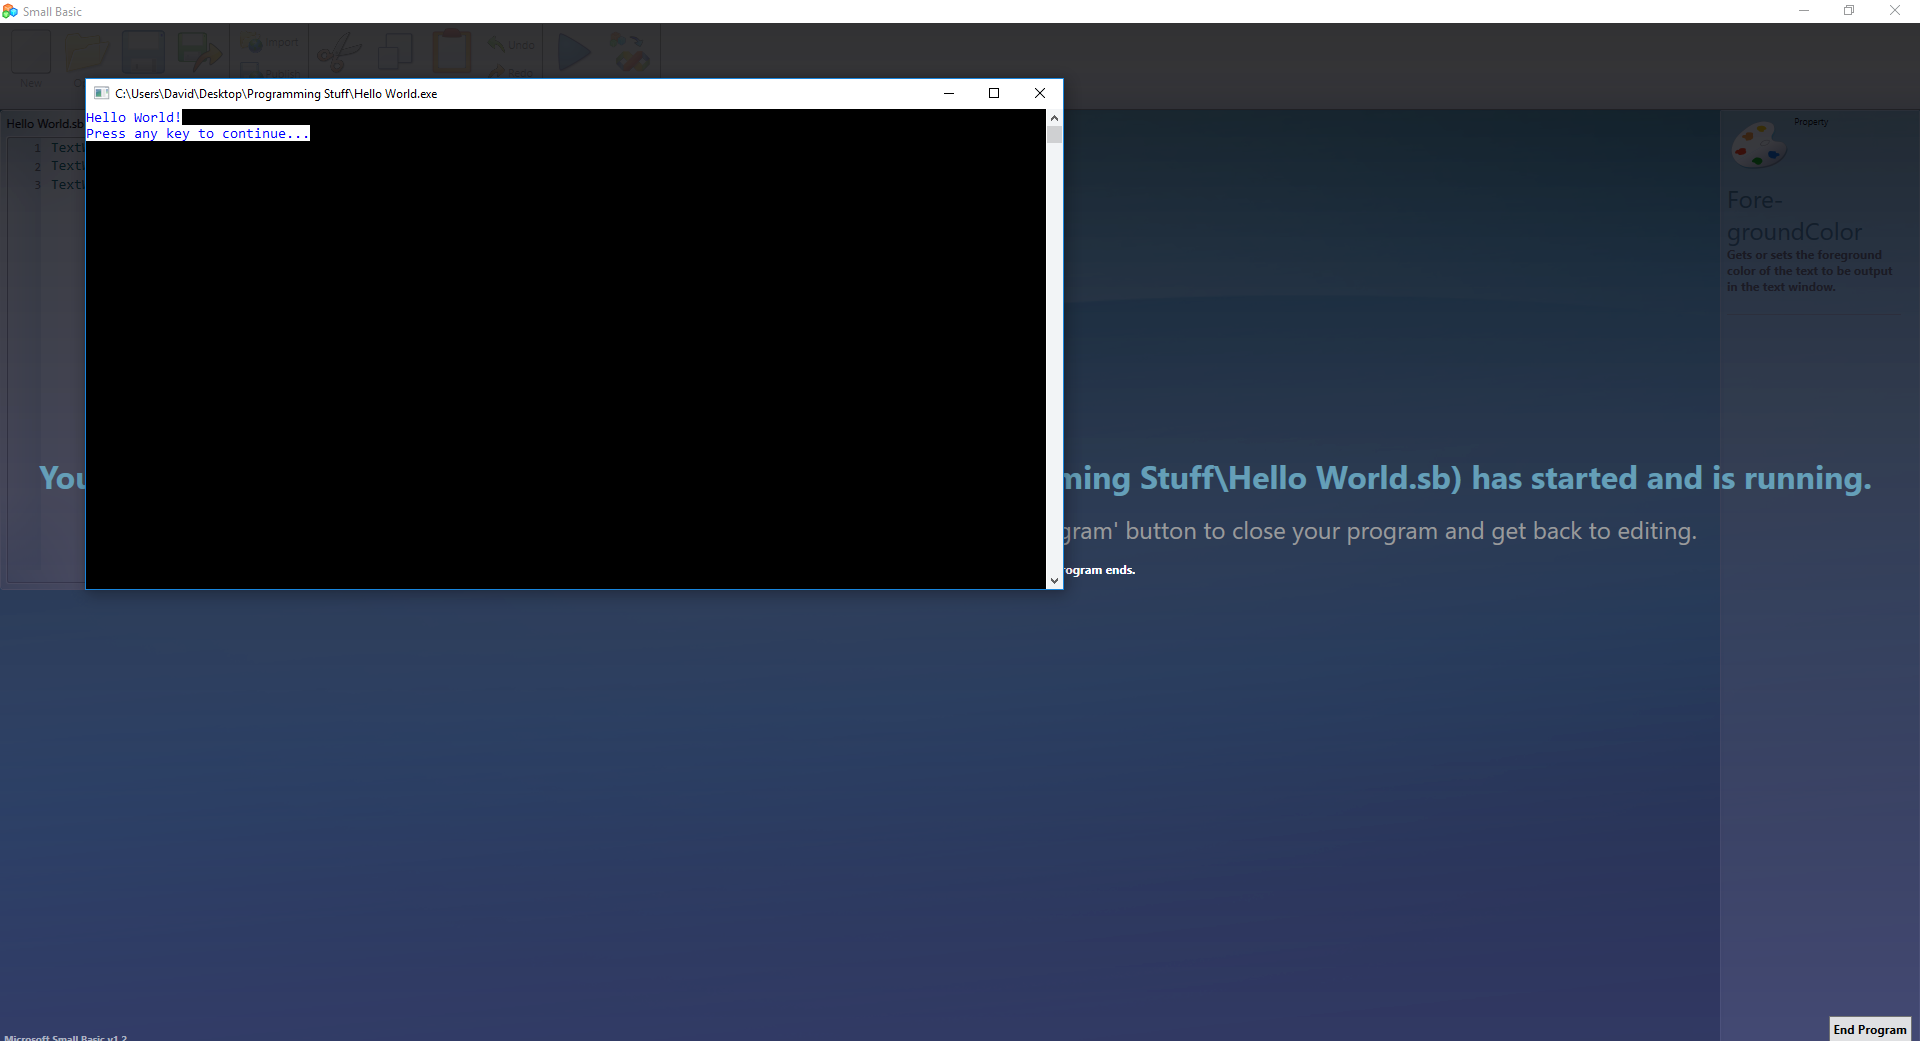 Small Basic
New
Import
Publish
Undo
Redo
C:\Users\David\Desktop\Programming Stuff\Hello World.exe
Hello World!
Press any key to continue...
Hello World.sb
1 Text
2 Text
3 Text
Property
Fore-
groundColor
Gets or sets the foreground
color of the text to be output
in the text window.
You
ming Stuff\Hello World.sb) has started and is running.
gram' button to close your program and get back to editing.
rogram ends.
End Program
Microsoft Small Basic v1.2